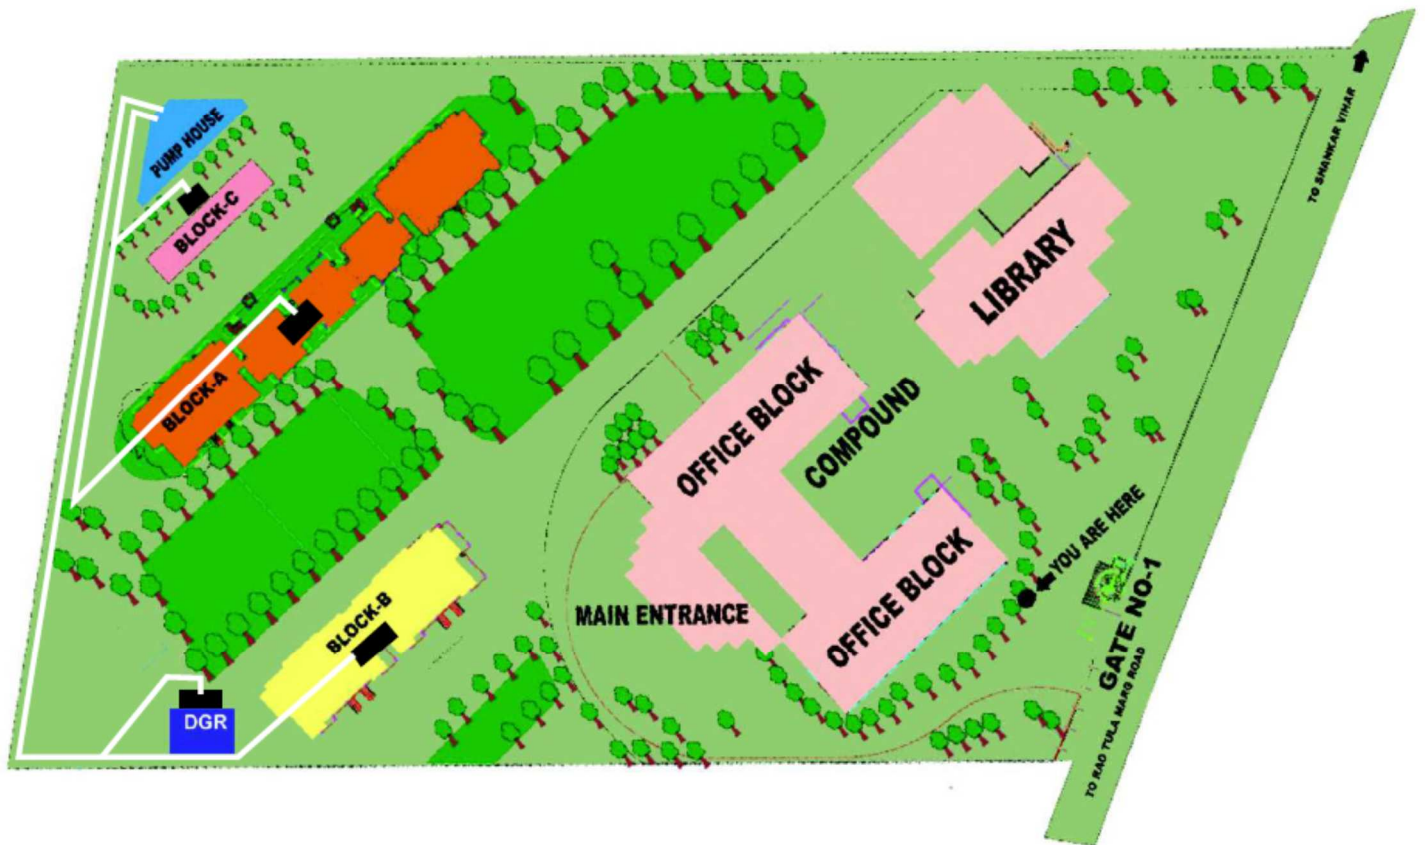 PUMP HOUSE
BLOCK-C
TO SHANKAR VIHAR
LIBRARY
BLOCK-A
OFFICE BLOCK
COMPOUND
YOU ARE HERE
BLOCK-B
MAIN ENTRANCE
OFFICE BLOCK
GATE NO-1
DGR
TO RAO TULA MARG ROAD